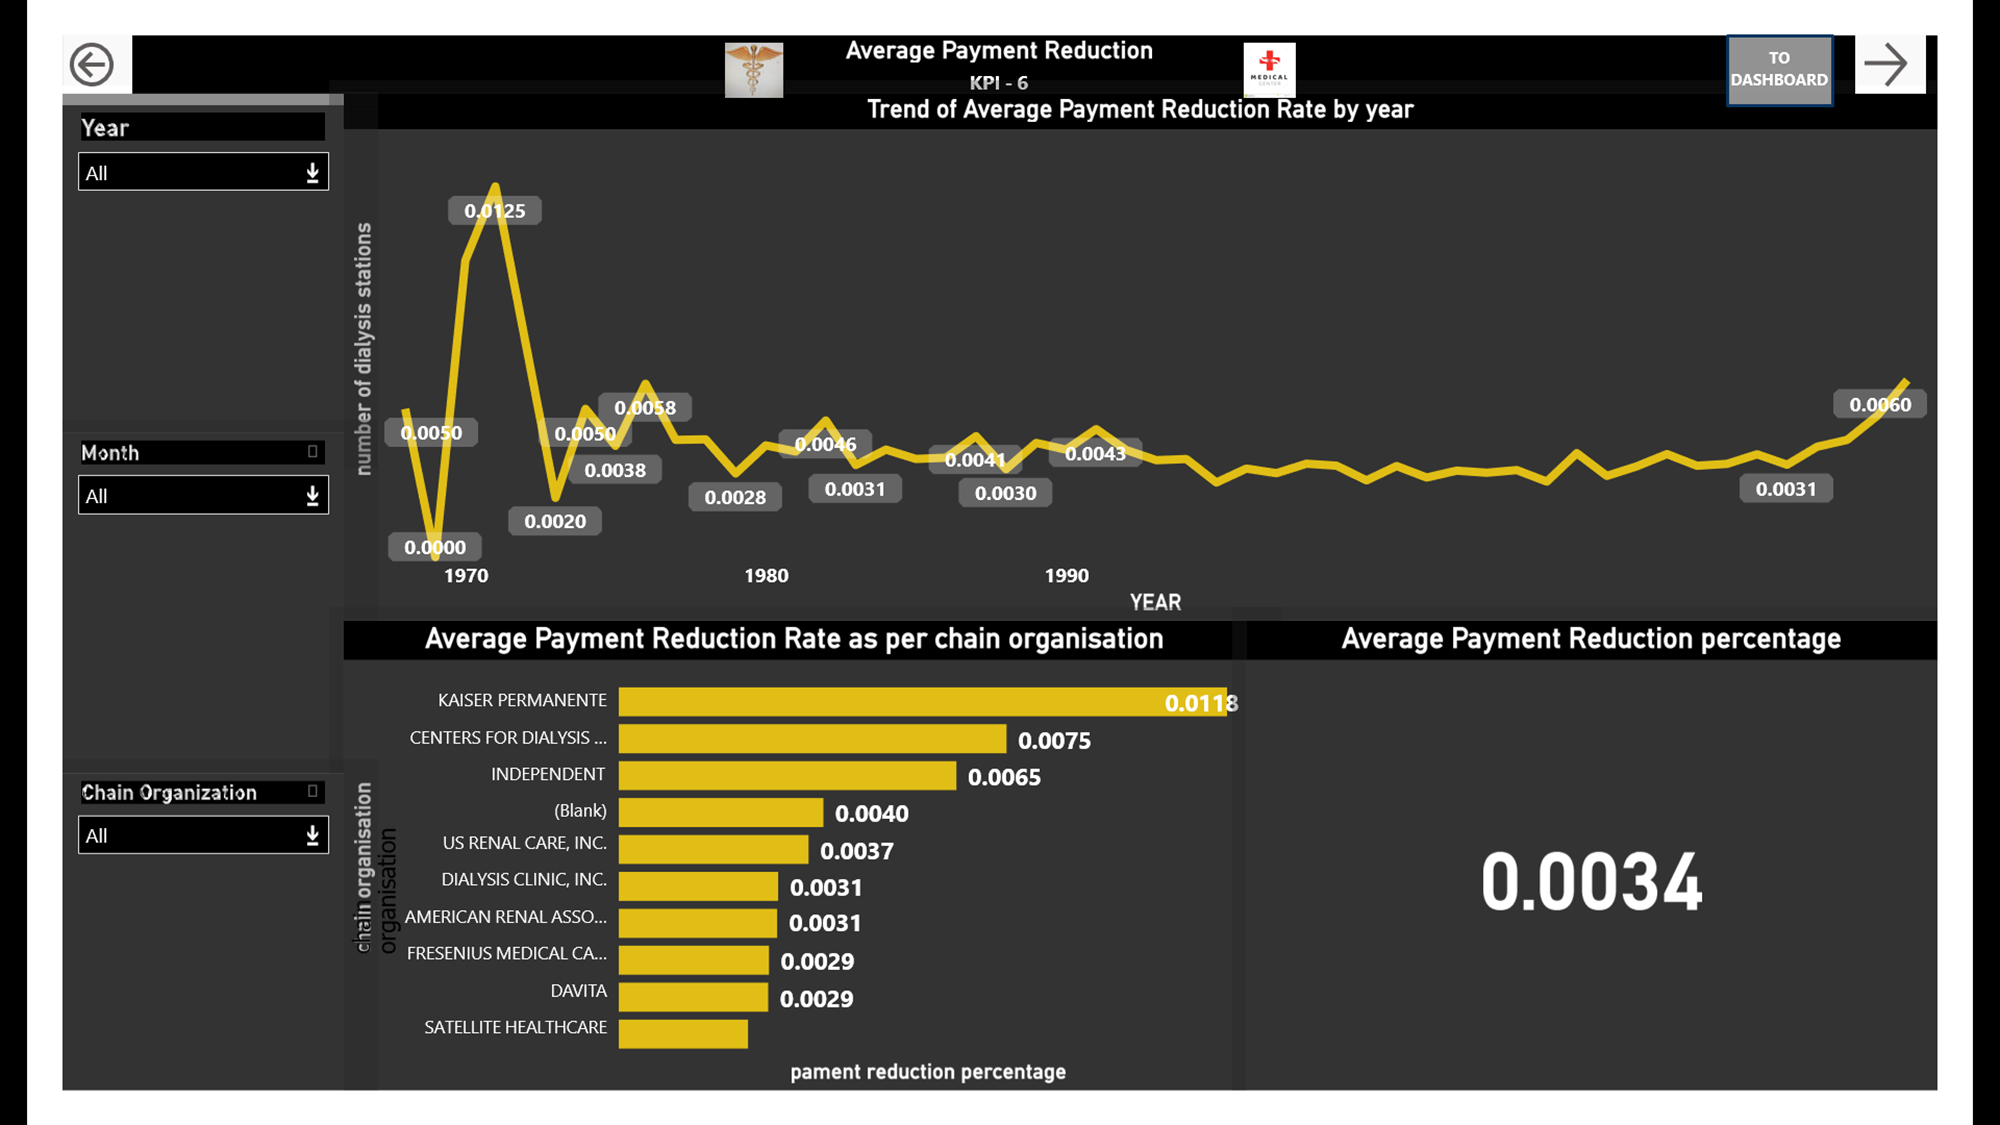 Average Payment Reduction
KPI - 6
MEDICAL
CENTER
TO
DASHBOARD
Year
All
Month
All
Chain Organization
All
Trend of Average Payment Reduction Rate by year
number of dialysis stations
0.0125
0.0050
0.0000
0.0020
0.0050
0.0038
0.0058
0.0028
0.0046
0.0031
0.0041
0.0030
0.0043
0.0031
0.0060
1970
1980
1990
YEAR
Average Payment Reduction Rate as per chain organisation
chain organisation
chain
organisation
KAISER PERMANENTE 0.0118
CENTERS FOR DIALYSIS ... 0.0075
INDEPENDENT 0.0065
(Blank) 0.0040
US RENAL CARE, INC. 0.0037
DIALYSIS CLINIC, INC. 0.0031
AMERICAN RENAL ASSO... 0.0031
FRESENIUS MEDICAL CA... 0.0029
DAVITA 0.0029
SATELLITE HEALTHCARE
pament reduction percentage
Average Payment Reduction percentage
0.0034